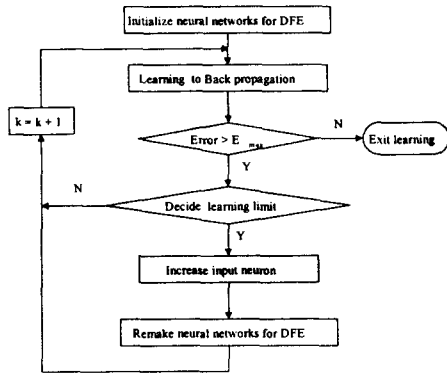 Initialize neural networks for DFE
Learning to Back propagation
k = k + 1
Error > E max
N
Exit learning
Y
N
Decide learning limit
Y
Increase input neuron
Remake neural networks for DFE